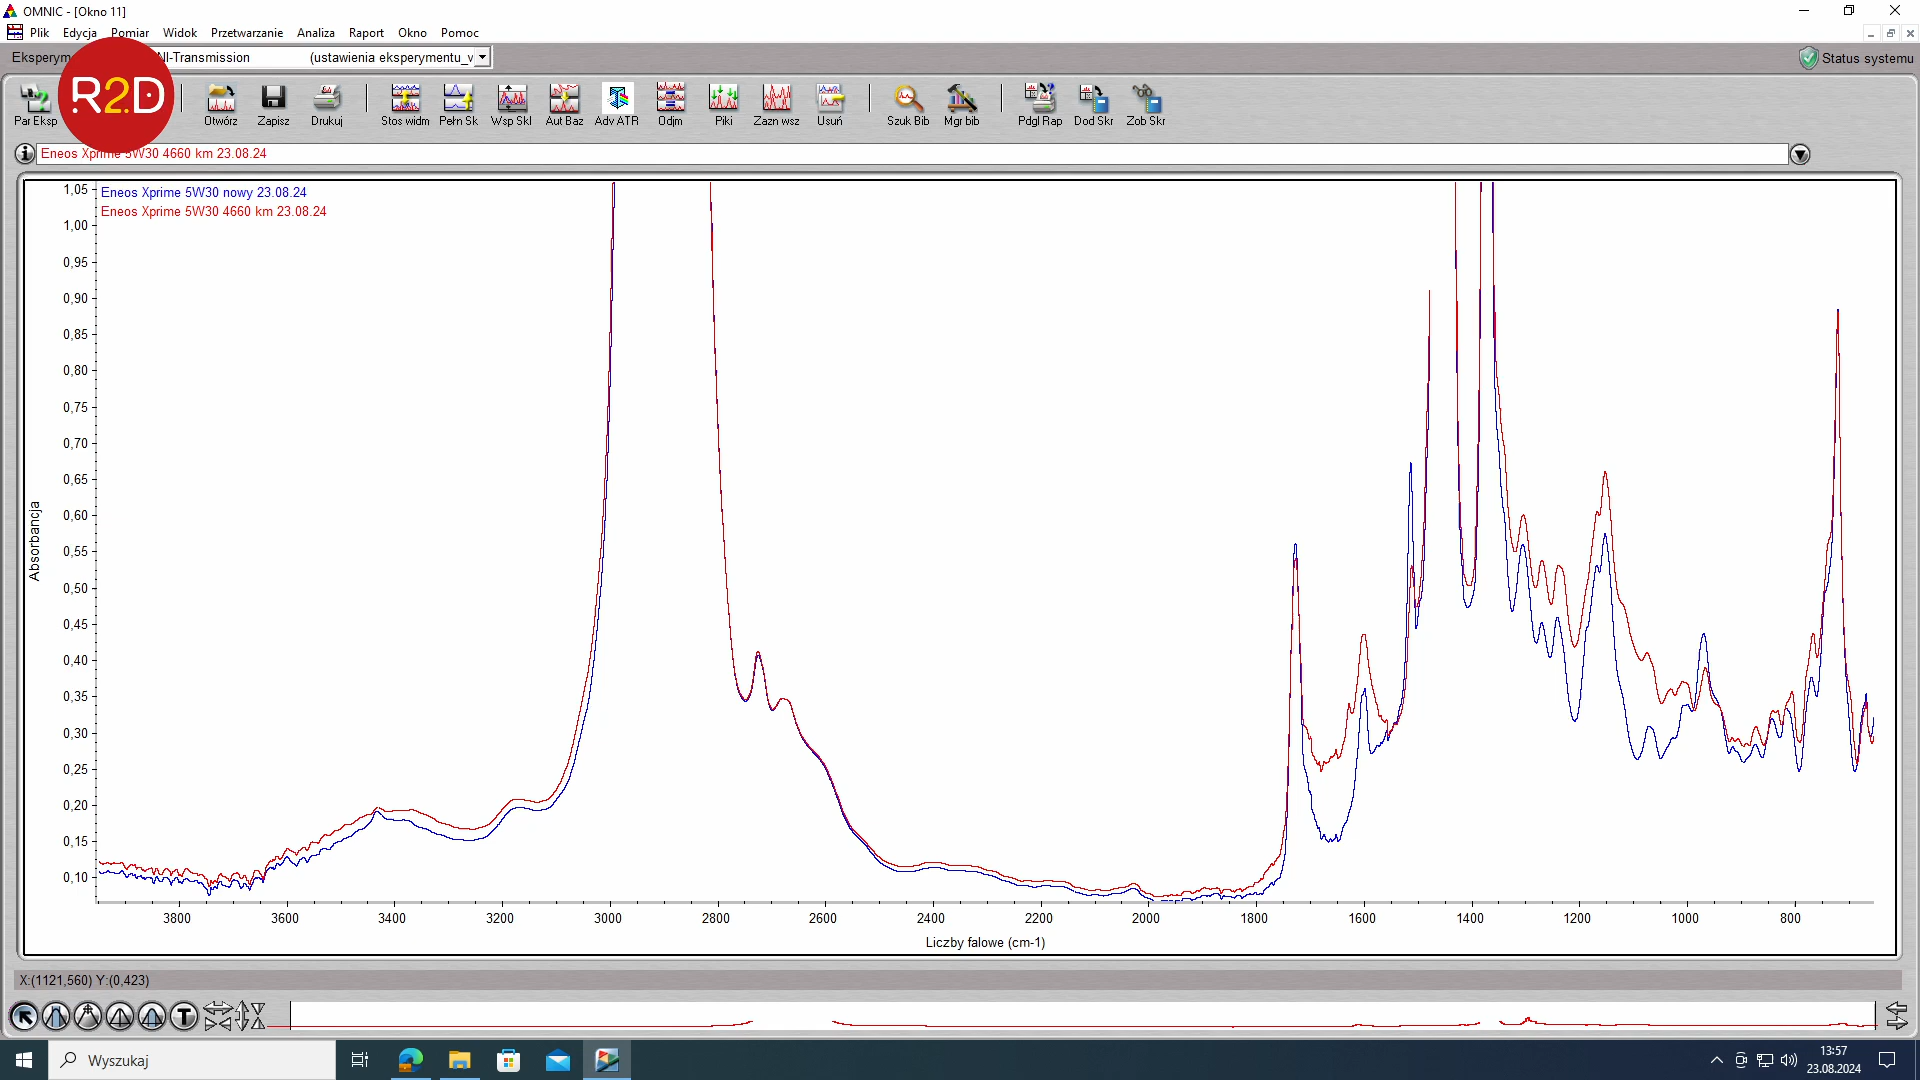 OMNIC - [Okno 11]
Plik Edycja Pomiar Widok Przetwarzanie Analiza Raport Okno Pomoc
(ustawienia eksperymentu_v
Status systemu
R2D
Par Eksp Otwórz Zapisz Drukuj Stos widm Pełn Sk Wsp Skl Aut Baz Adv ATR Odjm Piki Zazn wsz Usuń Szuk Bib Mgr bib Pdgl Rap Dod Skr Zob Skr
Eneos Xprime 5W30 4660 km 23.08.24
Eneos Xprime 5W30 nowy 23.08.24
Eneos Xprime 5W30 4660 km 23.08.24
1,05
1,00
0,95
0,90
0,85
0,80
0,75
0,70
0,65
0,60
0,55
0,50
0,45
0,40
0,35
0,30
0,25
0,20
0,15
0,10
Absorbancja
3800 3600 3400 3200 3000 2800 2600 2400 2200 2000 1800 1600 1400 1200 1000 800
Liczby falowe (cm-1)
X:(1121,560) Y:(0,423)
T
Wyszukaj
13:57
23.08.2024